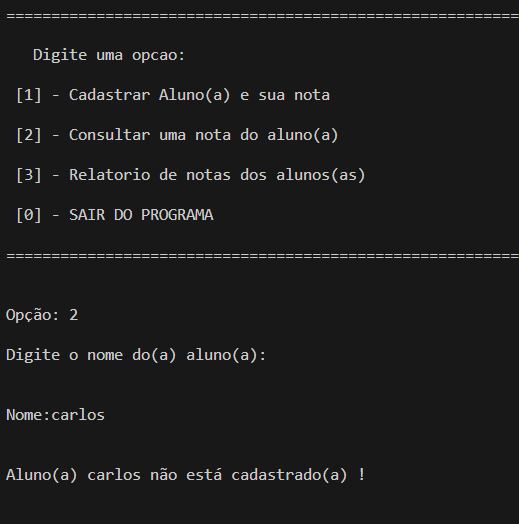 =========================================================
Digite uma opcao:
[1] - Cadastrar Aluno(a) e sua nota
[2] - Consultar uma nota do aluno(a)
[3] - Relatorio de notas dos alunos(as)
[0] - SAIR DO PROGRAMA
=========================================================
Opção: 2
Digite o nome do(a) aluno(a):
Nome:carlos
Aluno(a) carlos não está cadastrado(a) !